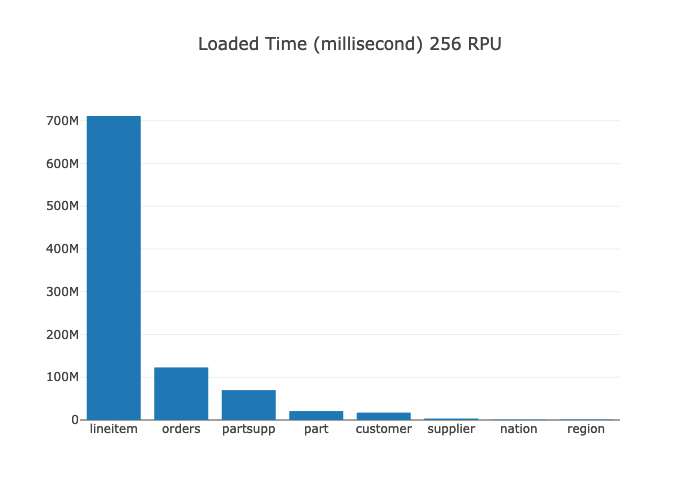 Loaded Time (millisecond) 256 RPU
700M
600M
500M
400M
300M
200M
100M
0
lineitem orders partsupp part customer supplier nation region